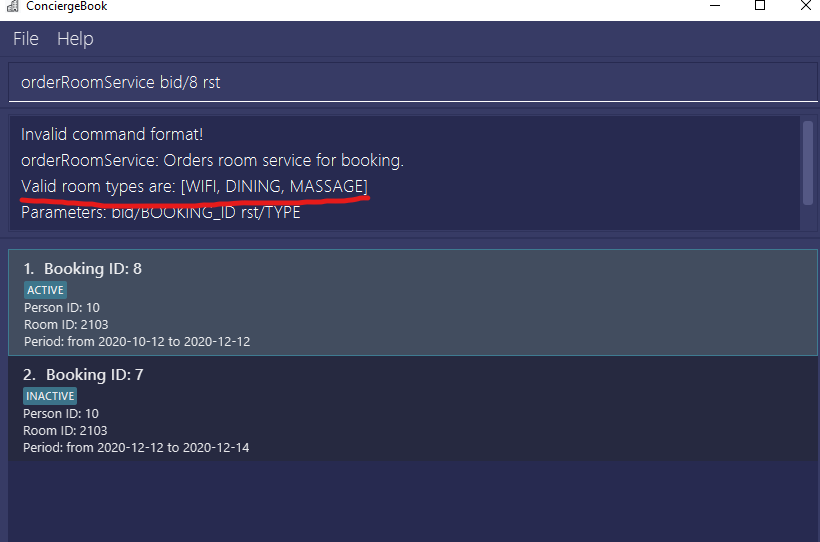 ConciergeBook
File Help
orderRoomService bid/8 rst
Invalid command format!
orderRoomService: Orders room service for booking.
Valid room types are: [WIFI, DINING, MASSAGE]
Parameters: bid/BOOKING_ID rst/TYPE
1. Booking ID: 8
ACTIVE
Person ID: 10
Room ID: 2103
Period: from 2020-10-12 to 2020-12-12
2. Booking ID: 7
INACTIVE
Person ID: 10
Room ID: 2103
Period: from 2020-12-12 to 2020-12-14